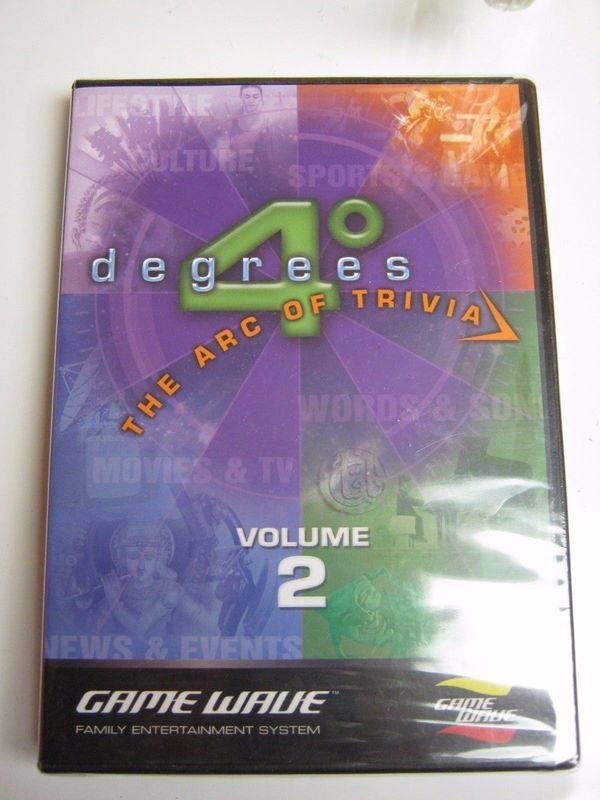 LIFESTYLE
CULTURE
SPORTS & GAME
4°
degrees
THE ARC OF TRIVIA
WORDS & SON
MOVIES & TV
VOLUME
2
NEWS & EVENTS
GAME WAVE™
FAMILY ENTERTAINMENT SYSTEM
GAME
WAVE